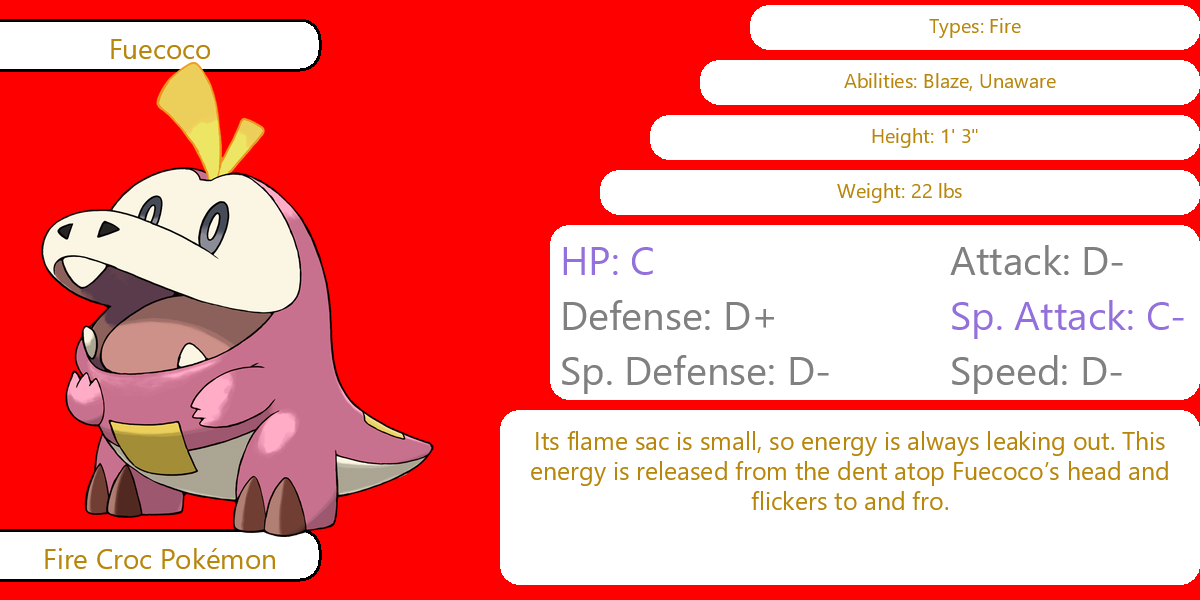 Fuecoco
Types: Fire
Abilities: Blaze, Unaware
Height: 1' 3"
Weight: 22 lbs
HP: C
Attack: D-
Defense: D+
Sp. Attack: C-
Sp. Defense: D-
Speed: D-
Its flame sac is small, so energy is always leaking out. This
energy is released from the dent atop Fuecoco’s head and
flickers to and fro.
Fire Croc Pokémon